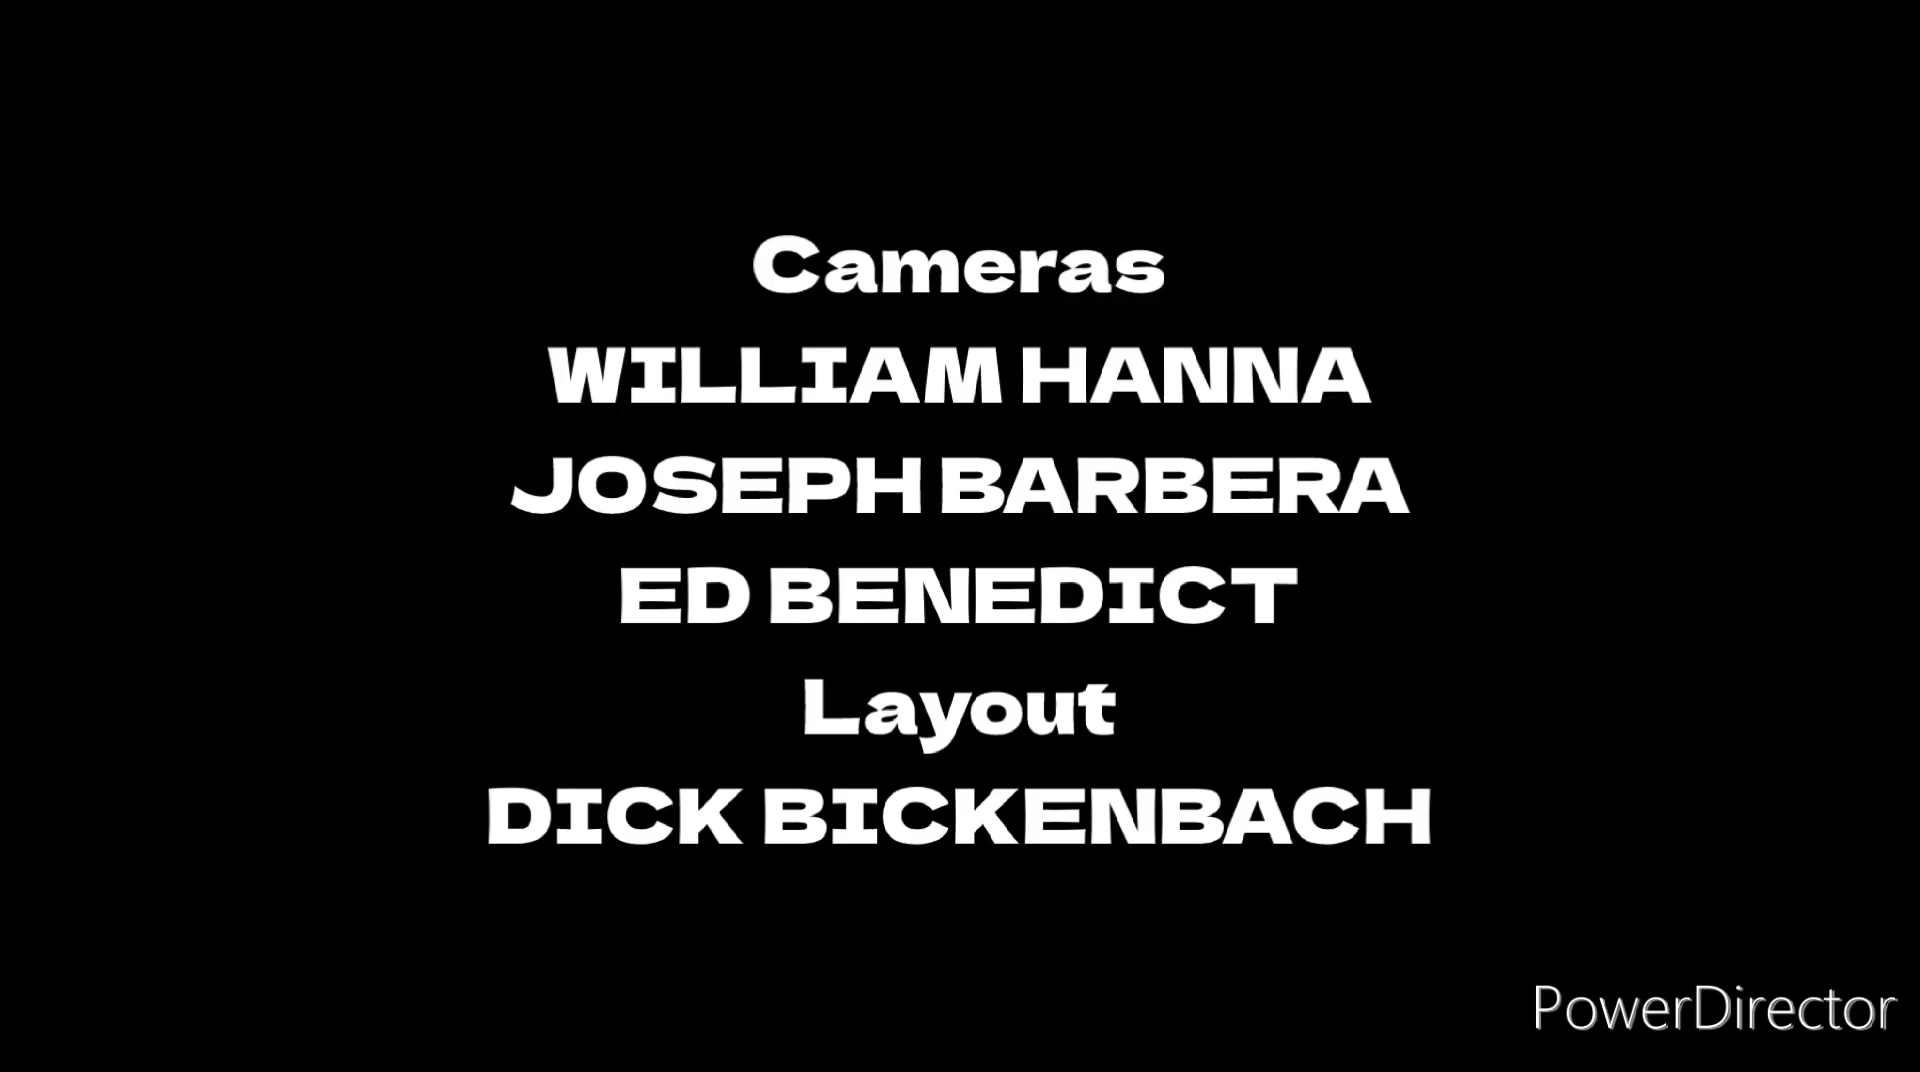 Cameras
WILLIAM HANNA
JOSEPH BARBERA
ED BENEDICT
Layout
DICK BICKENBACH
PowerDirector